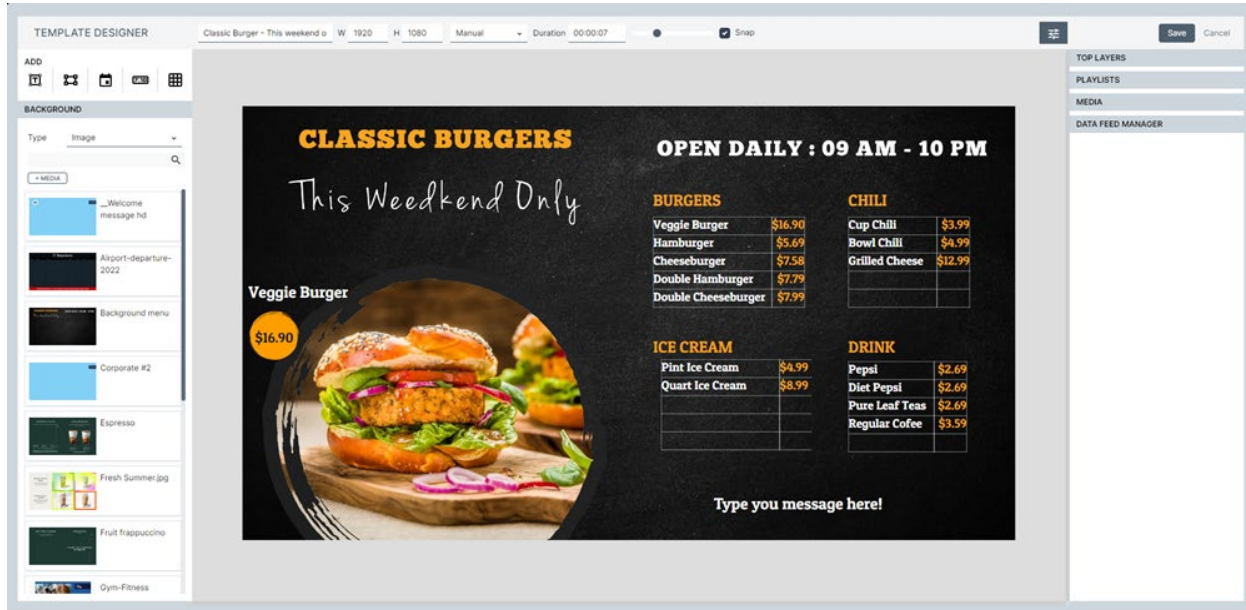 TEMPLATE DESIGNER
Classic Burger - This weekend o W 1920 H 1080 Manual Duration 00:00:07 Snap
Save Cancel
ADD
BACKGROUND
Type Image
+ MEDIA
__Welcome
message hd
Airport-departure-
2022
Background menu
Corporate #2
Espresso
Fresh Summer.jpg
Fruit frappuccino
Gym-Fitness
CLASSIC BURGERS
This Weedkend Only
Veggie Burger
$16.90
OPEN DAILY : 09 AM - 10 PM
BURGERS
Veggie Burger $16.90
Hamburger $5.69
Cheeseburger $7.58
Double Hamburger $7.79
Double Cheeseburger $7.99
CHILI
Cup Chili $3.99
Bowl Chili $4.99
Grilled Cheese $12.99
ICE CREAM
Pint Ice Cream $4.99
Quart Ice Cream $8.99
DRINK
Pepsi $2.69
Diet Pepsi $2.69
Pure Leaf Teas $2.69
Regular Cofee $3.59
Type you message here!
TOP LAYERS
PLAYLISTS
MEDIA
DATA FEED MANAGER